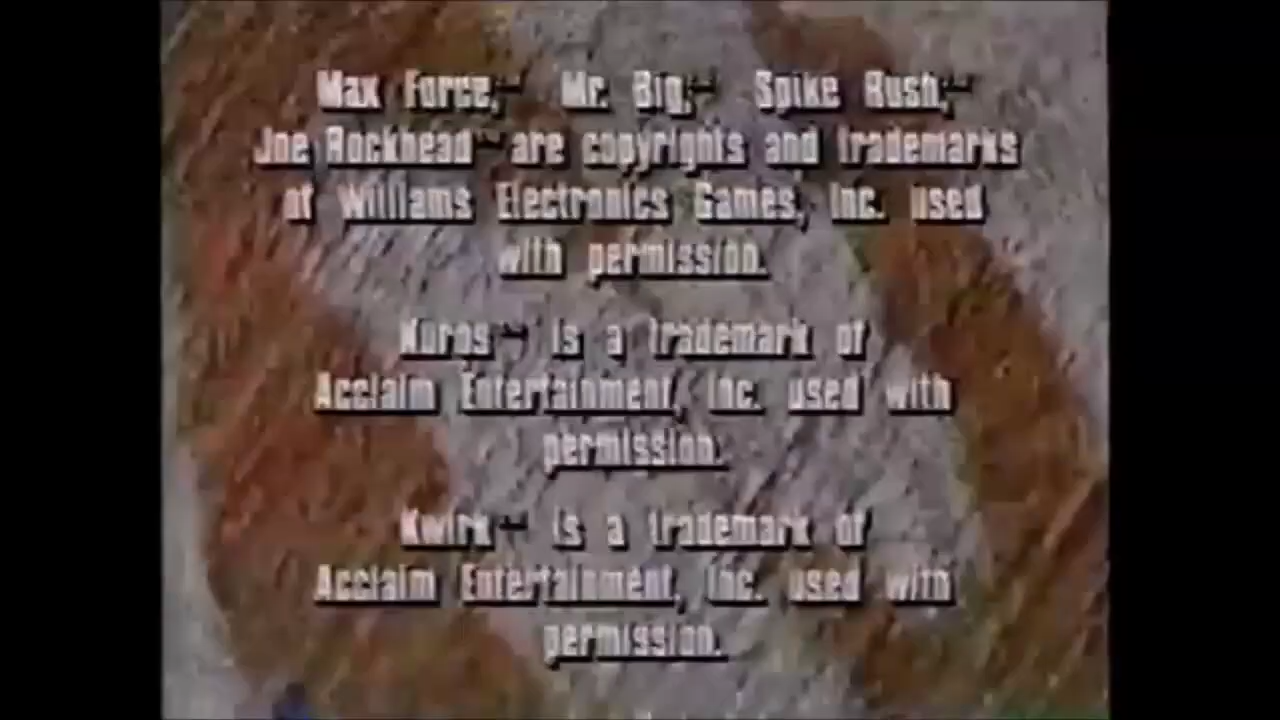 Max Force,™ Mr. Big,™ Spike Rush,™
Joe Rockhead™ are copyrights and trademarks
of Williams Electronics Games, Inc. used
with permission.
Kuros™ is a trademark of
Acclaim Entertainment, Inc. used with
permission.
Kwirk™ is a trademark of
Acclaim Entertainment, Inc. used with
permission.